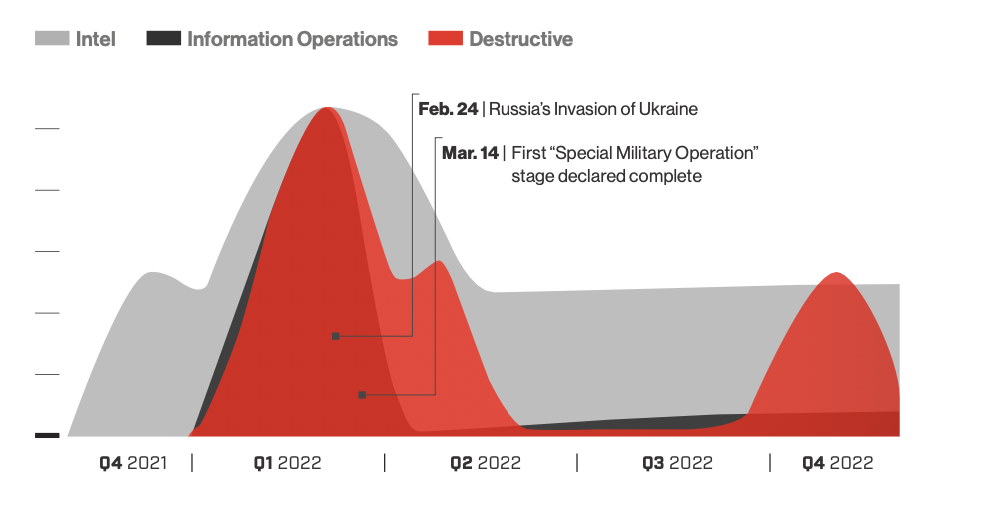 Intel Information Operations Destructive
Feb. 24 | Russia's Invasion of Ukraine
Mar. 14 | First “Special Military Operation”
stage declared complete
Q4 2021 | Q1 2022 | Q2 2022 | Q3 2022 | Q4 2022